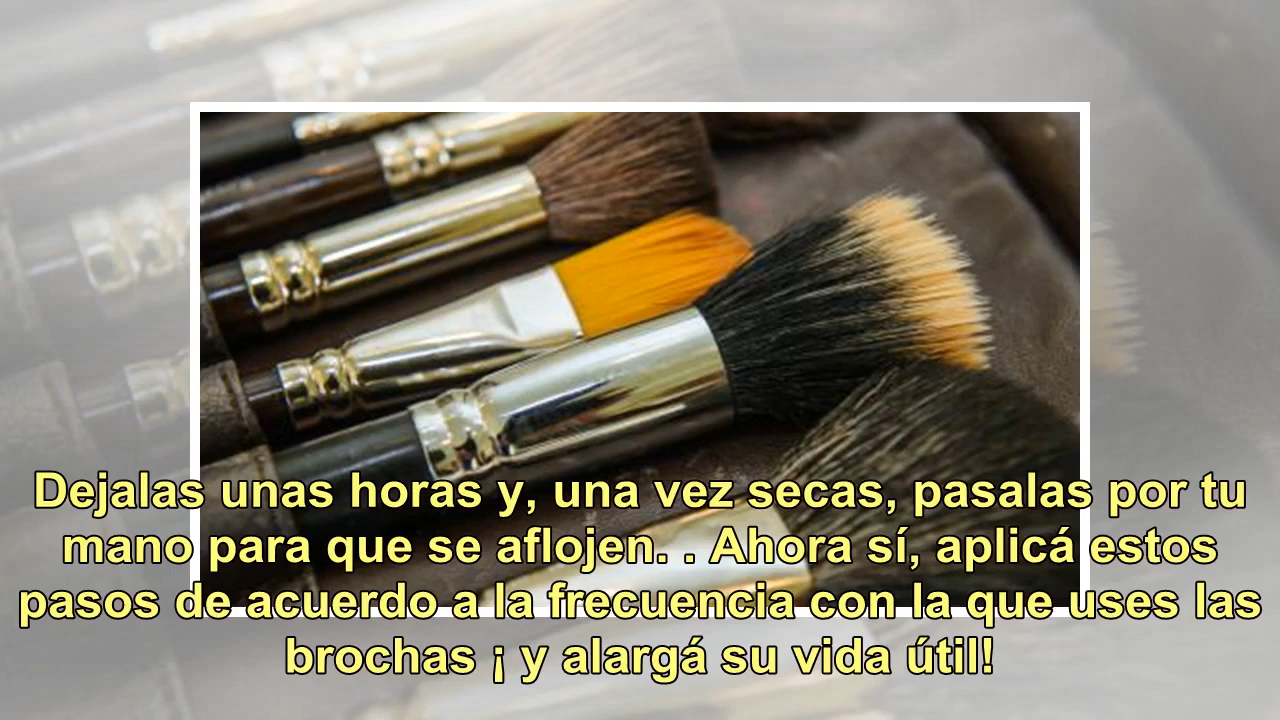 Dejalas unas horas y, una vez secas, pasalas por tu
mano para que se aflojen. . Ahora sí, aplicá estos
pasos de acuerdo a la frecuencia con la que uses las
brochas ¡ y alargá su vida útil!